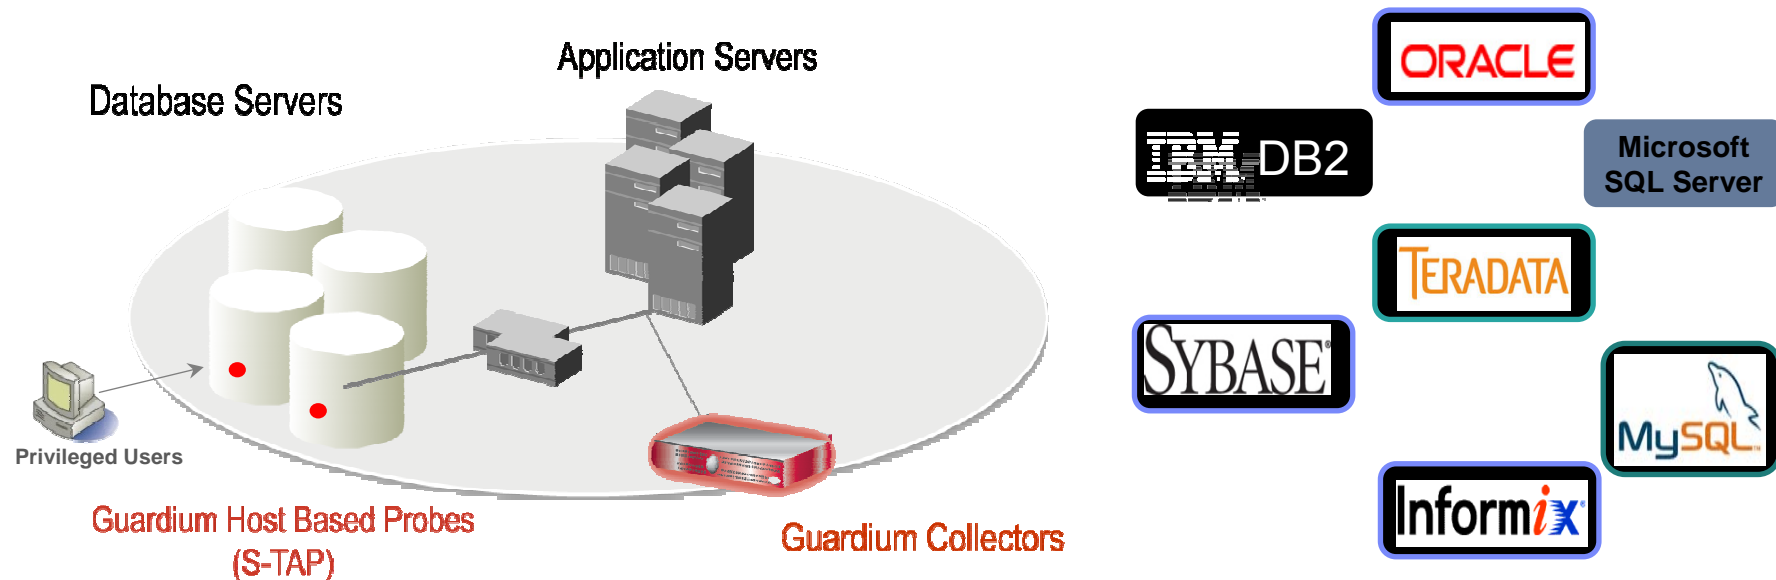 Application Servers
Database Servers
Privileged Users
Guardium Host Based Probes
(S-TAP)
Guardium Collectors
ORACLE
IBM DB2
Microsoft
SQL Server
TERADATA
SYBASE®
MySQL™
Informix